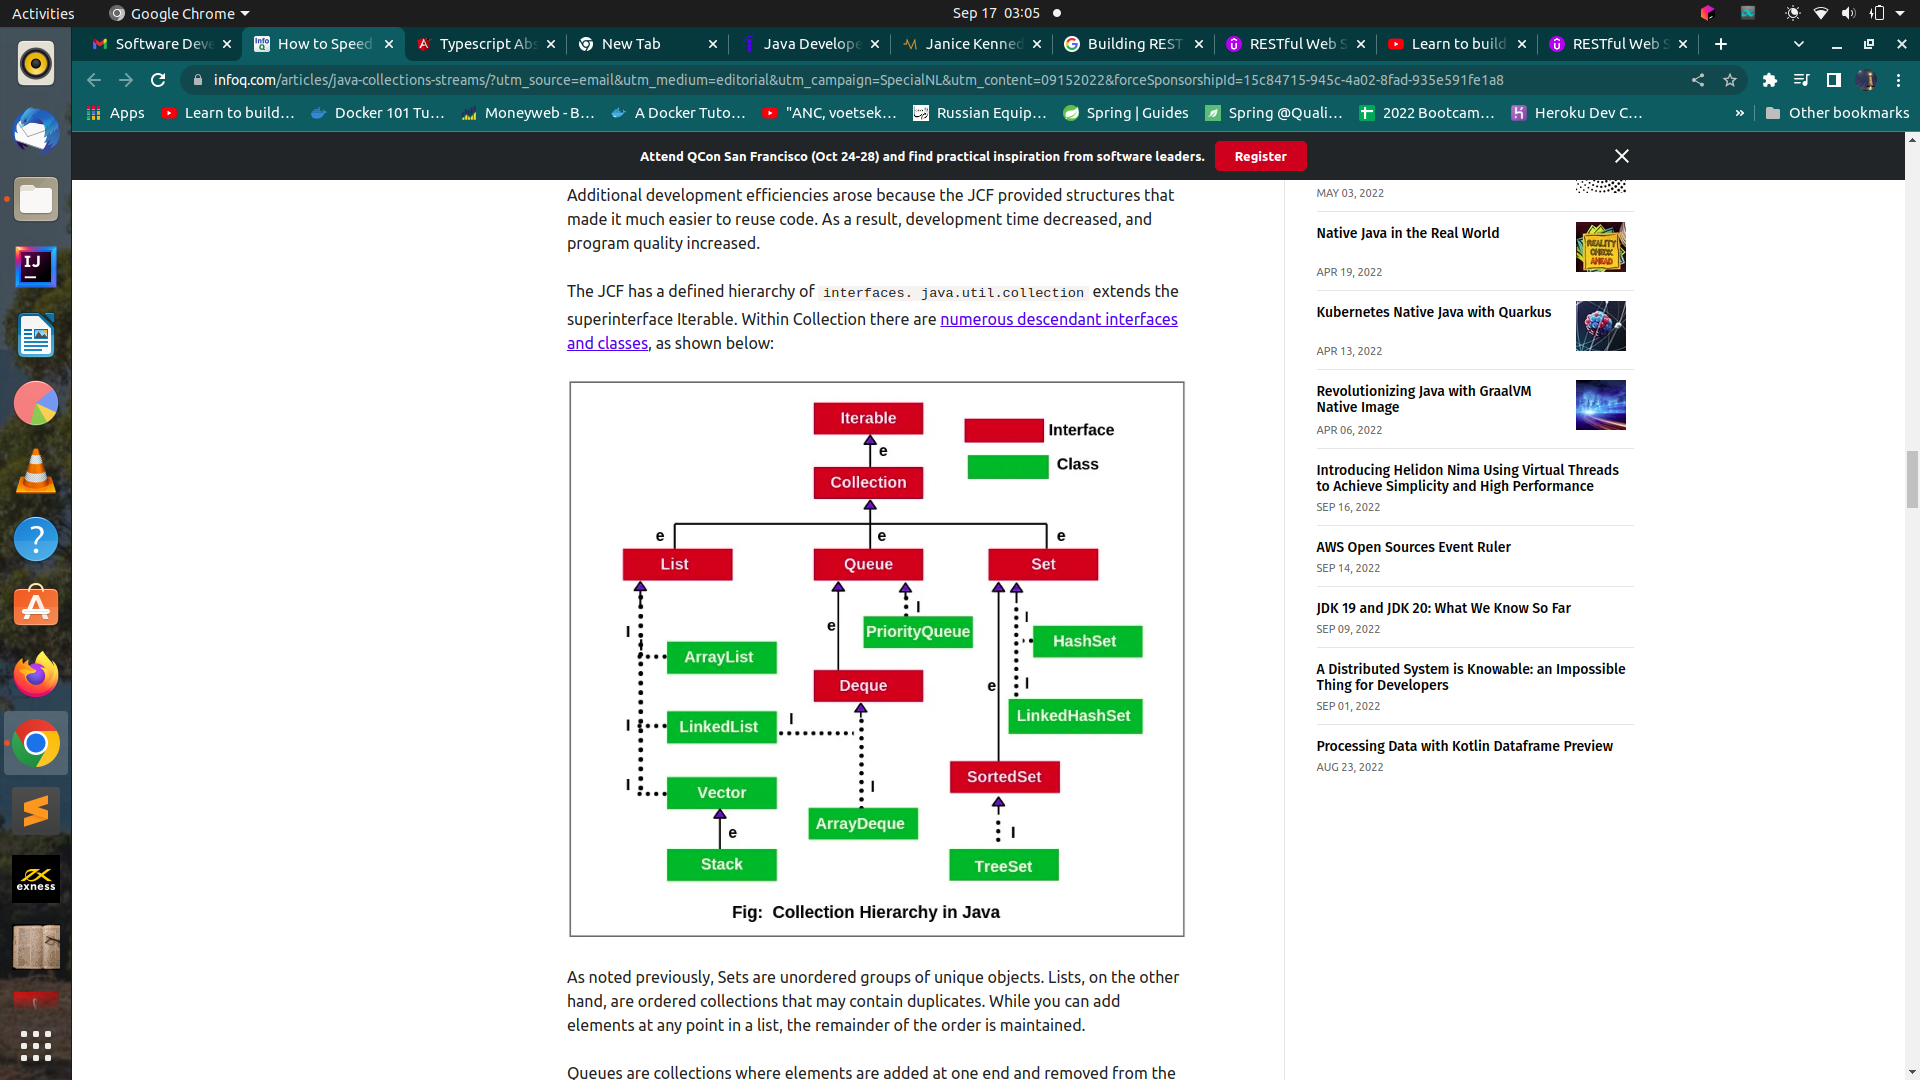 Activities
Google Chrome
Sep 17 03:05
Software Deve
How to Speed
Typescript Abs
New Tab
Java Develope
Janice Kenned
Building REST
RESTful Web S
Learn to build
RESTful Web S
infoq.com/articles/java-collections-streams/?utm_source=email&utm_medium=editorial&utm_campaign=SpecialNL&utm_content=09152022&forceSponsorshipId=15c84715-945c-4a02-8fad-935e591fe1a8
Apps
Learn to build...
Docker 101 Tu...
Moneyweb - B...
A Docker Tuto...
"ANC, voetsek...
Russian Equip...
Spring | Guides
Spring @Quali...
2022 Bootcam...
Heroku Dev C...
»
Other bookmarks
Attend QCon San Francisco (Oct 24-28) and find practical inspiration from software leaders.
Register
Additional development efficiencies arose because the JCF provided structures that
made it much easier to reuse code. As a result, development time decreased, and
program quality increased.
The JCF has a defined hierarchy of interfaces. java.util.collection extends the
superinterface Iterable. Within Collection there are numerous descendant interfaces
and classes, as shown below:
Iterable
Interface
e
Class
Collection
e
e
e
List
Queue
Set
I
I
I
e
PriorityQueue
HashSet
ArrayList
Deque
e
I
I
LinkedList
I
LinkedHashSet
I
Vector
I
SortedSet
ArrayDeque
e
I
Stack
TreeSet
Fig: Collection Hierarchy in Java
As noted previously, Sets are unordered groups of unique objects. Lists, on the other
hand, are ordered collections that may contain duplicates. While you can add
elements at any point in a list, the remainder of the order is maintained.
Queues are collections where elements are added at one end and removed from the
MAY 03, 2022
Native Java in the Real World
APR 19, 2022
REALITY
CHECK
AHEAD
Kubernetes Native Java with Quarkus
APR 13, 2022
Revolutionizing Java with GraalVM
Native Image
APR 06, 2022
Introducing Helidon Nima Using Virtual Threads
to Achieve Simplicity and High Performance
SEP 16, 2022
AWS Open Sources Event Ruler
SEP 14, 2022
JDK 19 and JDK 20: What We Know So Far
SEP 09, 2022
A Distributed System is Knowable: an Impossible
Thing for Developers
SEP 01, 2022
Processing Data with Kotlin Dataframe Preview
AUG 23, 2022
IJ
?
exness